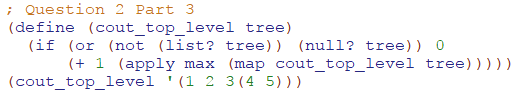 ; Question 2 Part 3
(define (cout_top_level tree)
  (if (or (not (list? tree)) (null? tree)) 0
      (+ 1 (apply max (map cout_top_level tree)))))
(cout_top_level '(1 2 3(4 5)))